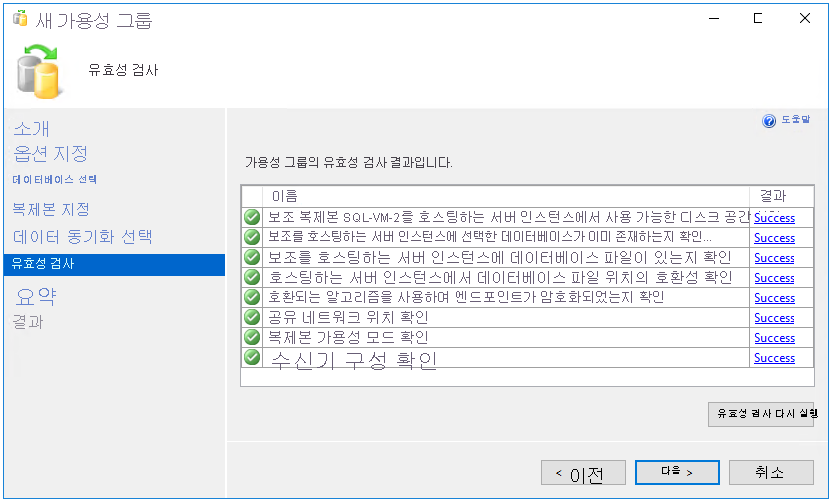 새 가용성 그룹
유효성 검사
소개
옵션 지정
데이터베이스 선택
복제본 지정
데이터 동기화 선택
유효성 검사
요약
결과
도움말
가용성 그룹의 유효성 검사 결과입니다.
이름 결과
보조 복제본 SQL-VM-2를 호스팅하는 서버 인스턴스에서 사용 가능한 디스크 공간 Success
보조를 호스팅하는 서버 인스턴스에 선택한 데이터베이스가 이미 존재하는지 확인... Success
보조를 호스팅하는 서버 인스턴스에 데이터베이스 파일이 있는지 확인 Success
호스팅하는 서버 인스턴스에서 데이터베이스 파일 위치의 호환성 확인 Success
호환되는 알고리즘을 사용하여 엔드포인트가 암호화되었는지 확인 Success
공유 네트워크 위치 확인 Success
복제본 가용성 모드 확인 Success
수신기 구성 확인 Success
유효성 검사 다시 실행
< 이전
다음 >
취소